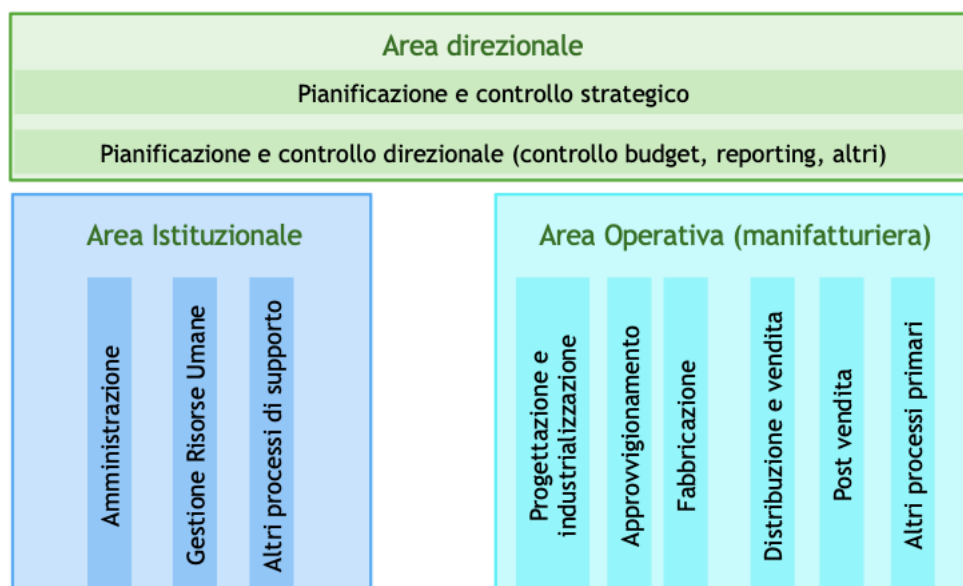 Area direzionale
Pianificazione e controllo strategico
Pianificazione e controllo direzionale (controllo budget, reporting, altri)
Area Istituzionale
Amministrazione
Gestione Risorse Umane
Altri processi di supporto
Area Operativa (manifatturiera)
Progettazione e
industrializzazione
Approvvigionamento
Fabbricazione
Distribuzione e vendita
Post vendita
Altri processi primari